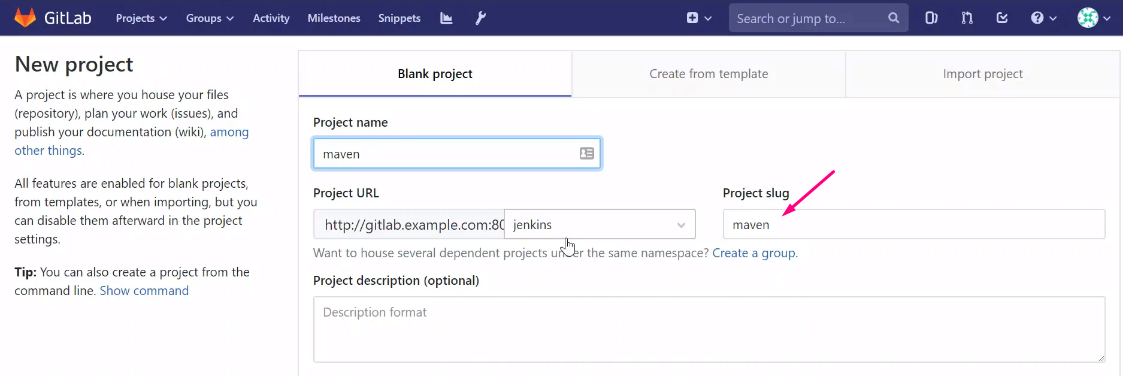 GitLab Projects Groups Activity Milestones Snippets Search or jump to...
New project
A project is where you house your files
(repository), plan your work (issues), and
publish your documentation (wiki), among
other things.
All features are enabled for blank projects,
from templates, or when importing, but you
can disable them afterward in the project
settings.
Tip: You can also create a project from the
command line. Show command
Blank project Create from template Import project
Project name
maven
Project URL Project slug
http://gitlab.example.com:80 jenkins maven
Want to house several dependent projects under the same namespace? Create a group.
Project description (optional)
Description format